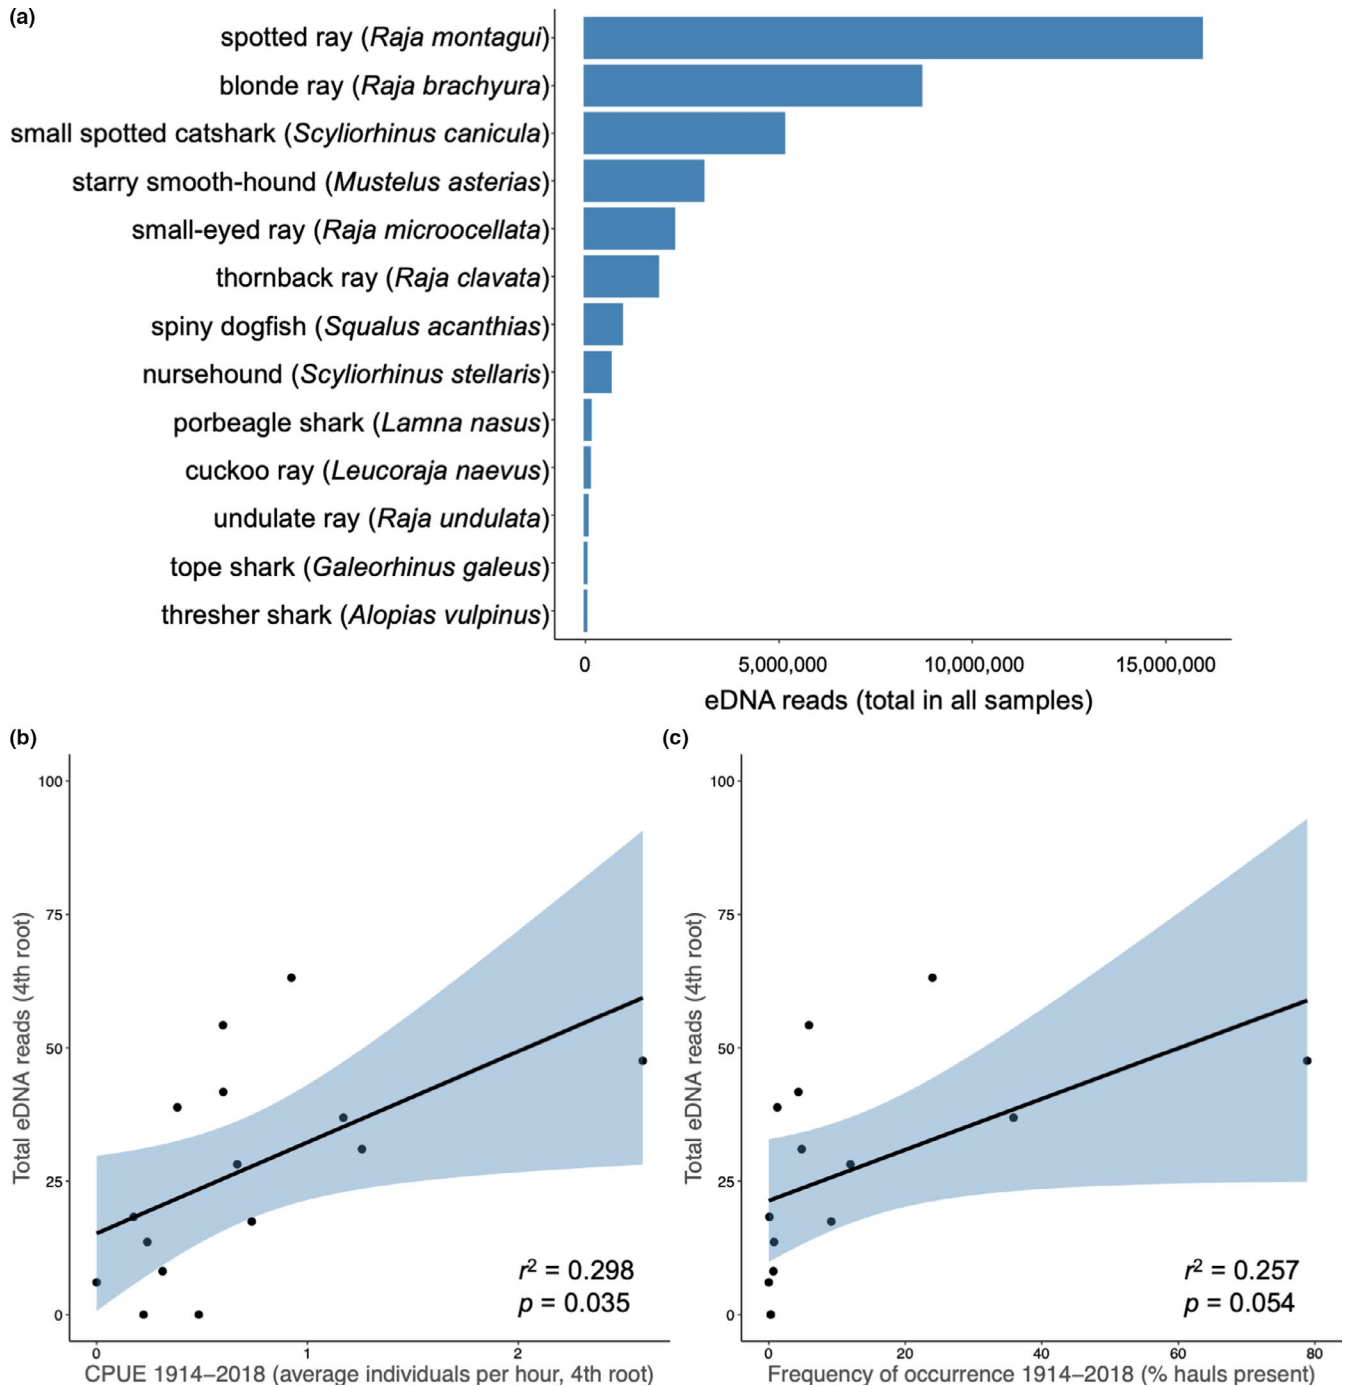 (a)
spotted ray (Raja montagui)
blonde ray (Raja brachyura)
small spotted catshark (Scyliorhinus canicula)
starry smooth-hound (Mustelus asterias)
small-eyed ray (Raja microocellata)
thornback ray (Raja clavata)
spiny dogfish (Squalus acanthias)
nursehound (Scyliorhinus stellaris)
porbeagle shark (Lamna nasus)
cuckoo ray (Leucoraja naevus)
undulate ray (Raja undulata)
tope shark (Galeorhinus galeus)
thresher shark (Alopias vulpinus)
0 5,000,000 10,000,000 15,000,000
eDNA reads (total in all samples)
(b)
Total eDNA reads (4th root)
100
75
50
25
0
r² = 0.298
p = 0.035
0 1 2
CPUE 1914–2018 (average individuals per hour, 4th root)
(c)
Total eDNA reads (4th root)
100
75
50
25
0
r² = 0.257
p = 0.054
0 20 40 60 80
Frequency of occurrence 1914–2018 (% hauls present)